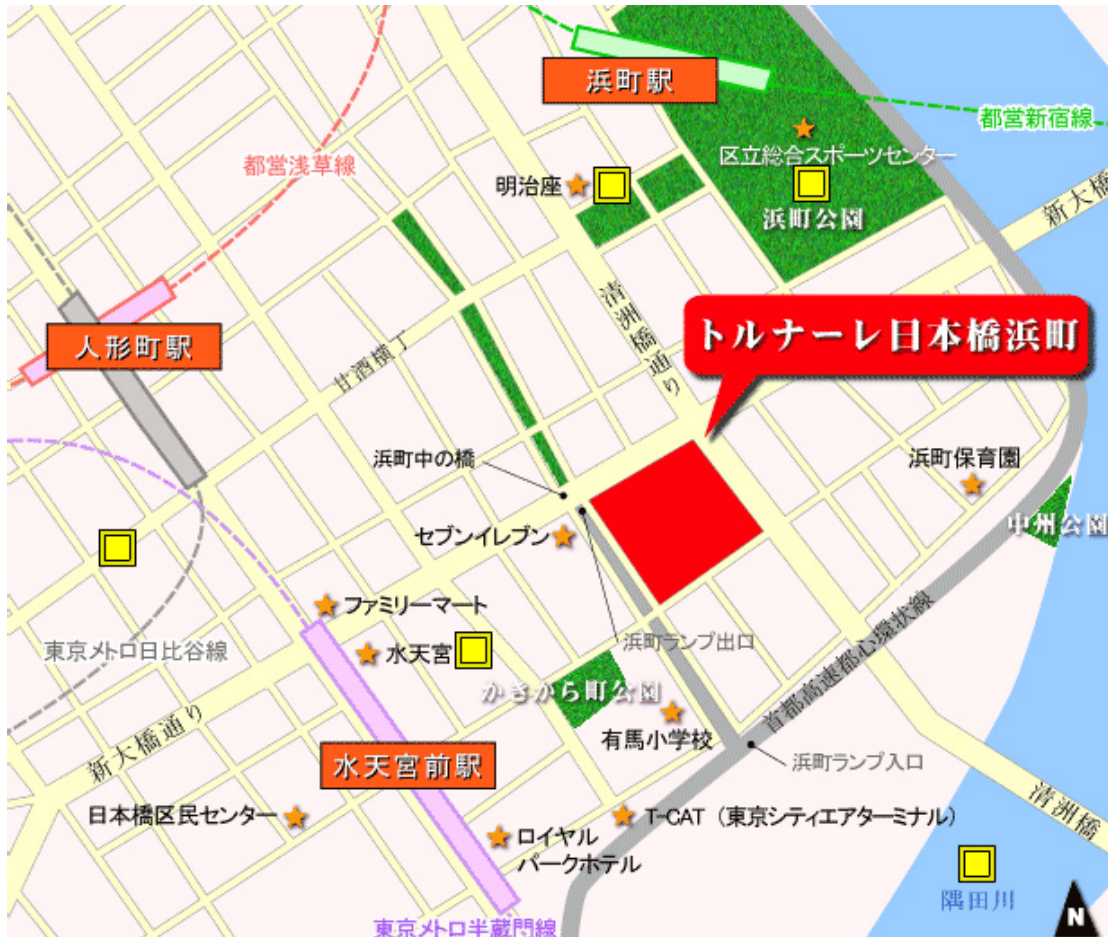 浜町駅
都営新宿線
都営浅草線
区立総合スポーツセンター
明治座
浜町公園
新大橋
清洲橋通り
トルナーレ日本橋浜町
人形町駅
甘酒横丁
浜町中の橋
浜町保育園
中州公園
セブンイレブン
ファミリーマート
浜町ランプ出口
東京メトロ日比谷線
水天宮
かきがら町公園
首都高速都心環状線
新大橋通り
有馬小学校
水天宮前駅
浜町ランプ入口
日本橋区民センター
T-CAT（東京シティエアターミナル）
清洲橋
ロイヤル
パークホテル
隅田川
東京メトロ半蔵門線
N